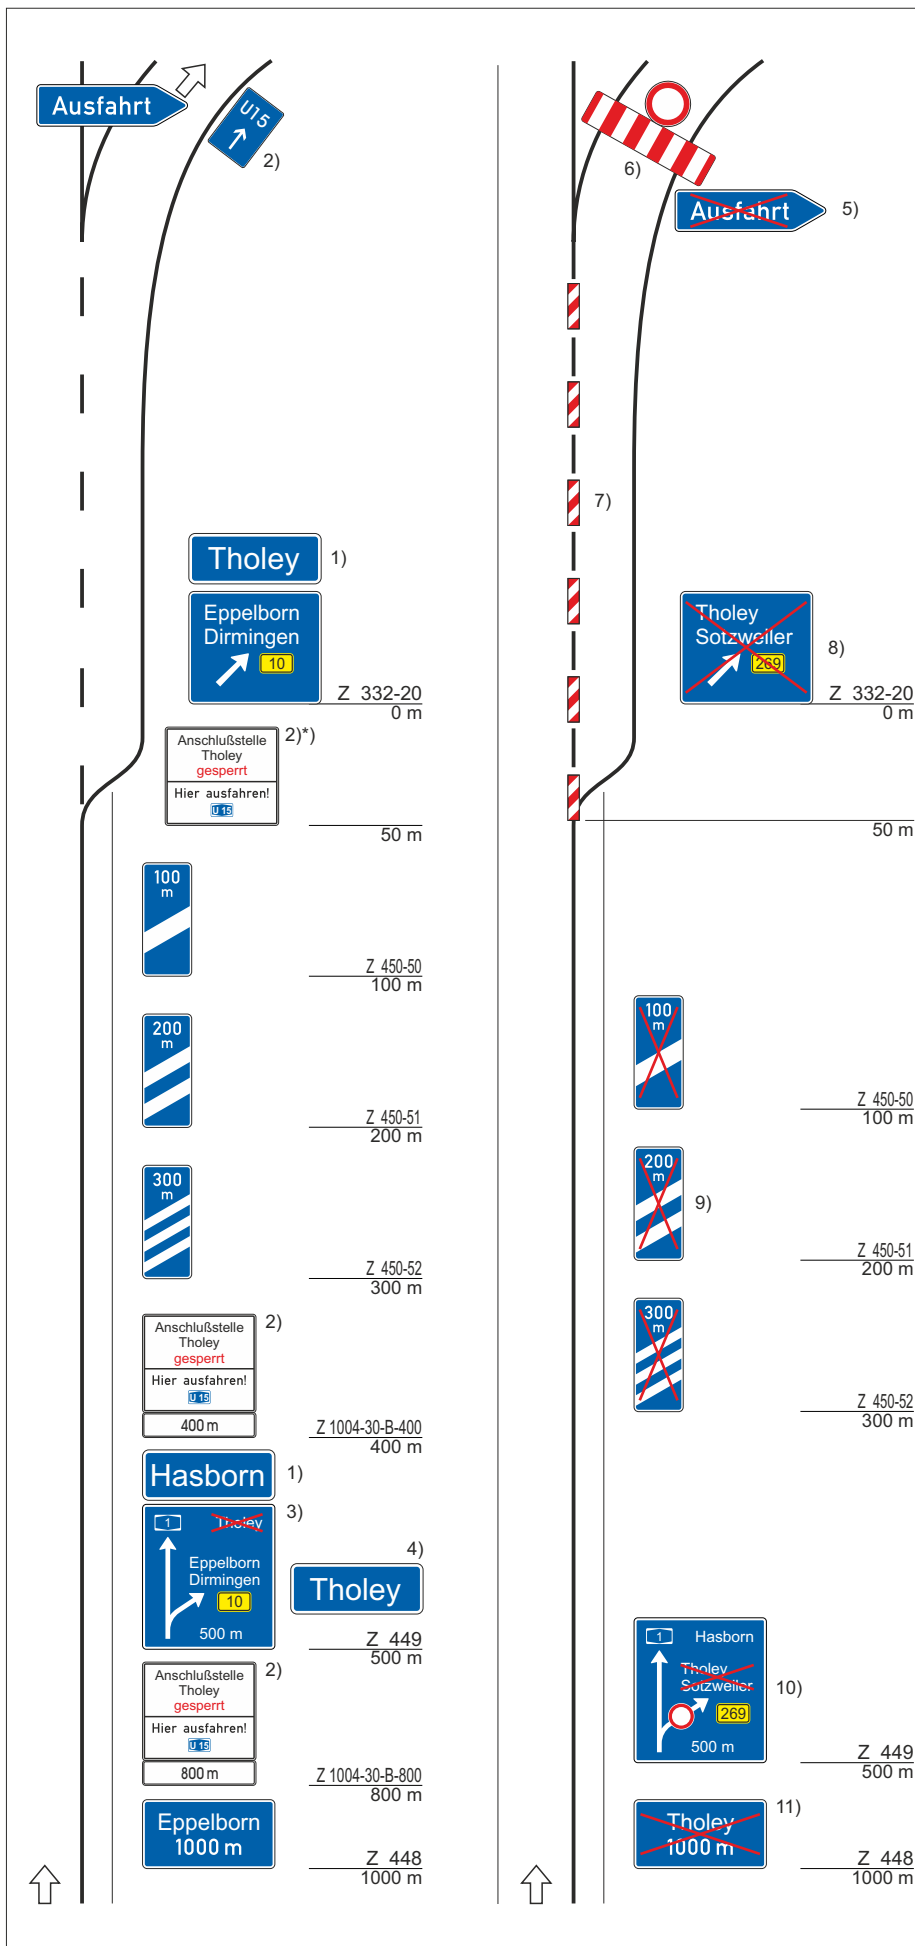 Ausfahrt
U15
2)
Tholey
1)
Eppelborn
Dirmingen
10
Z 332-20
0 m
Anschlußstelle
Tholey
gesperrt
Hier ausfahren!
U 15
2)*)
50 m
100
m
Z 450-50
100 m
200
m
Z 450-51
200 m
300
m
Z 450-52
300 m
Anschlußstelle
Tholey
gesperrt
Hier ausfahren!
U 15
400 m
2)
Z 1004-30-B-400
400 m
Hasborn
1)
1
Tholey
Eppelborn
Dirmingen
10
500 m
3)
4)
Tholey
Z 449
500 m
Anschlußstelle
Tholey
gesperrt
Hier ausfahren!
U 15
800 m
2)
Z 1004-30-B-800
800 m
Eppelborn
1000 m
Z 448
1000 m
6)
Ausfahrt
5)
7)
Tholey
Sotzweiler
269
8)
Z 332-20
0 m
50 m
100
m
Z 450-50
100 m
200
m
9)
Z 450-51
200 m
300
m
Z 450-52
300 m
1
Hasborn
Tholey
Sotzweiler
269
500 m
10)
Z 449
500 m
Tholey
1000 m
11)
Z 448
1000 m